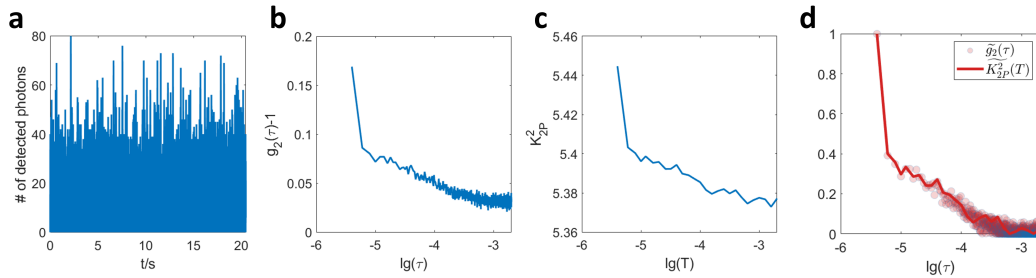 a
# of detected photons
80
60
40
20
0
0 5 10 15 20
t/s
b
g₂(τ)-1
0.2
0.15
0.1
0.05
0
-6 -5 -4 -3
lg(τ)
c
K²₂P
5.46
5.44
5.42
5.4
5.38
5.36
-6 -5 -4 -3
lg(T)
d
1
0.8
0.6
0.4
0.2
0
-6 -5 -4 -3
lg(τ)
g̃₂(τ)
K̃²₂P(T)